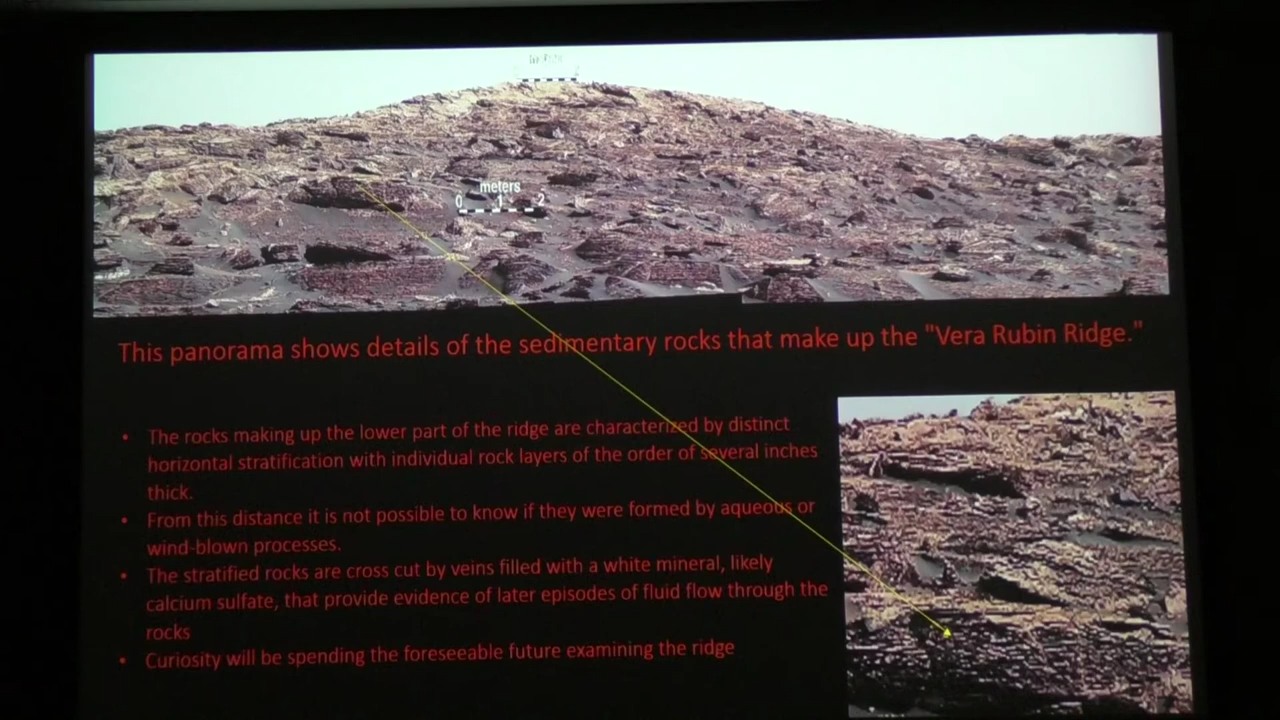 meters
0 1 2
This panorama shows details of the sedimentary rocks that make up the "Vera Rubin Ridge."
• The rocks making up the lower part of the ridge are characterized by distinct
horizontal stratification with individual rock layers of the order of several inches
thick.
• From this distance it is not possible to know if they were formed by aqueous or
wind-blown processes.
• The stratified rocks are cross cut by veins filled with a white mineral, likely
calcium sulfate, that provide evidence of later episodes of fluid flow through the
rocks
• Curiosity will be spending the foreseeable future examining the ridge